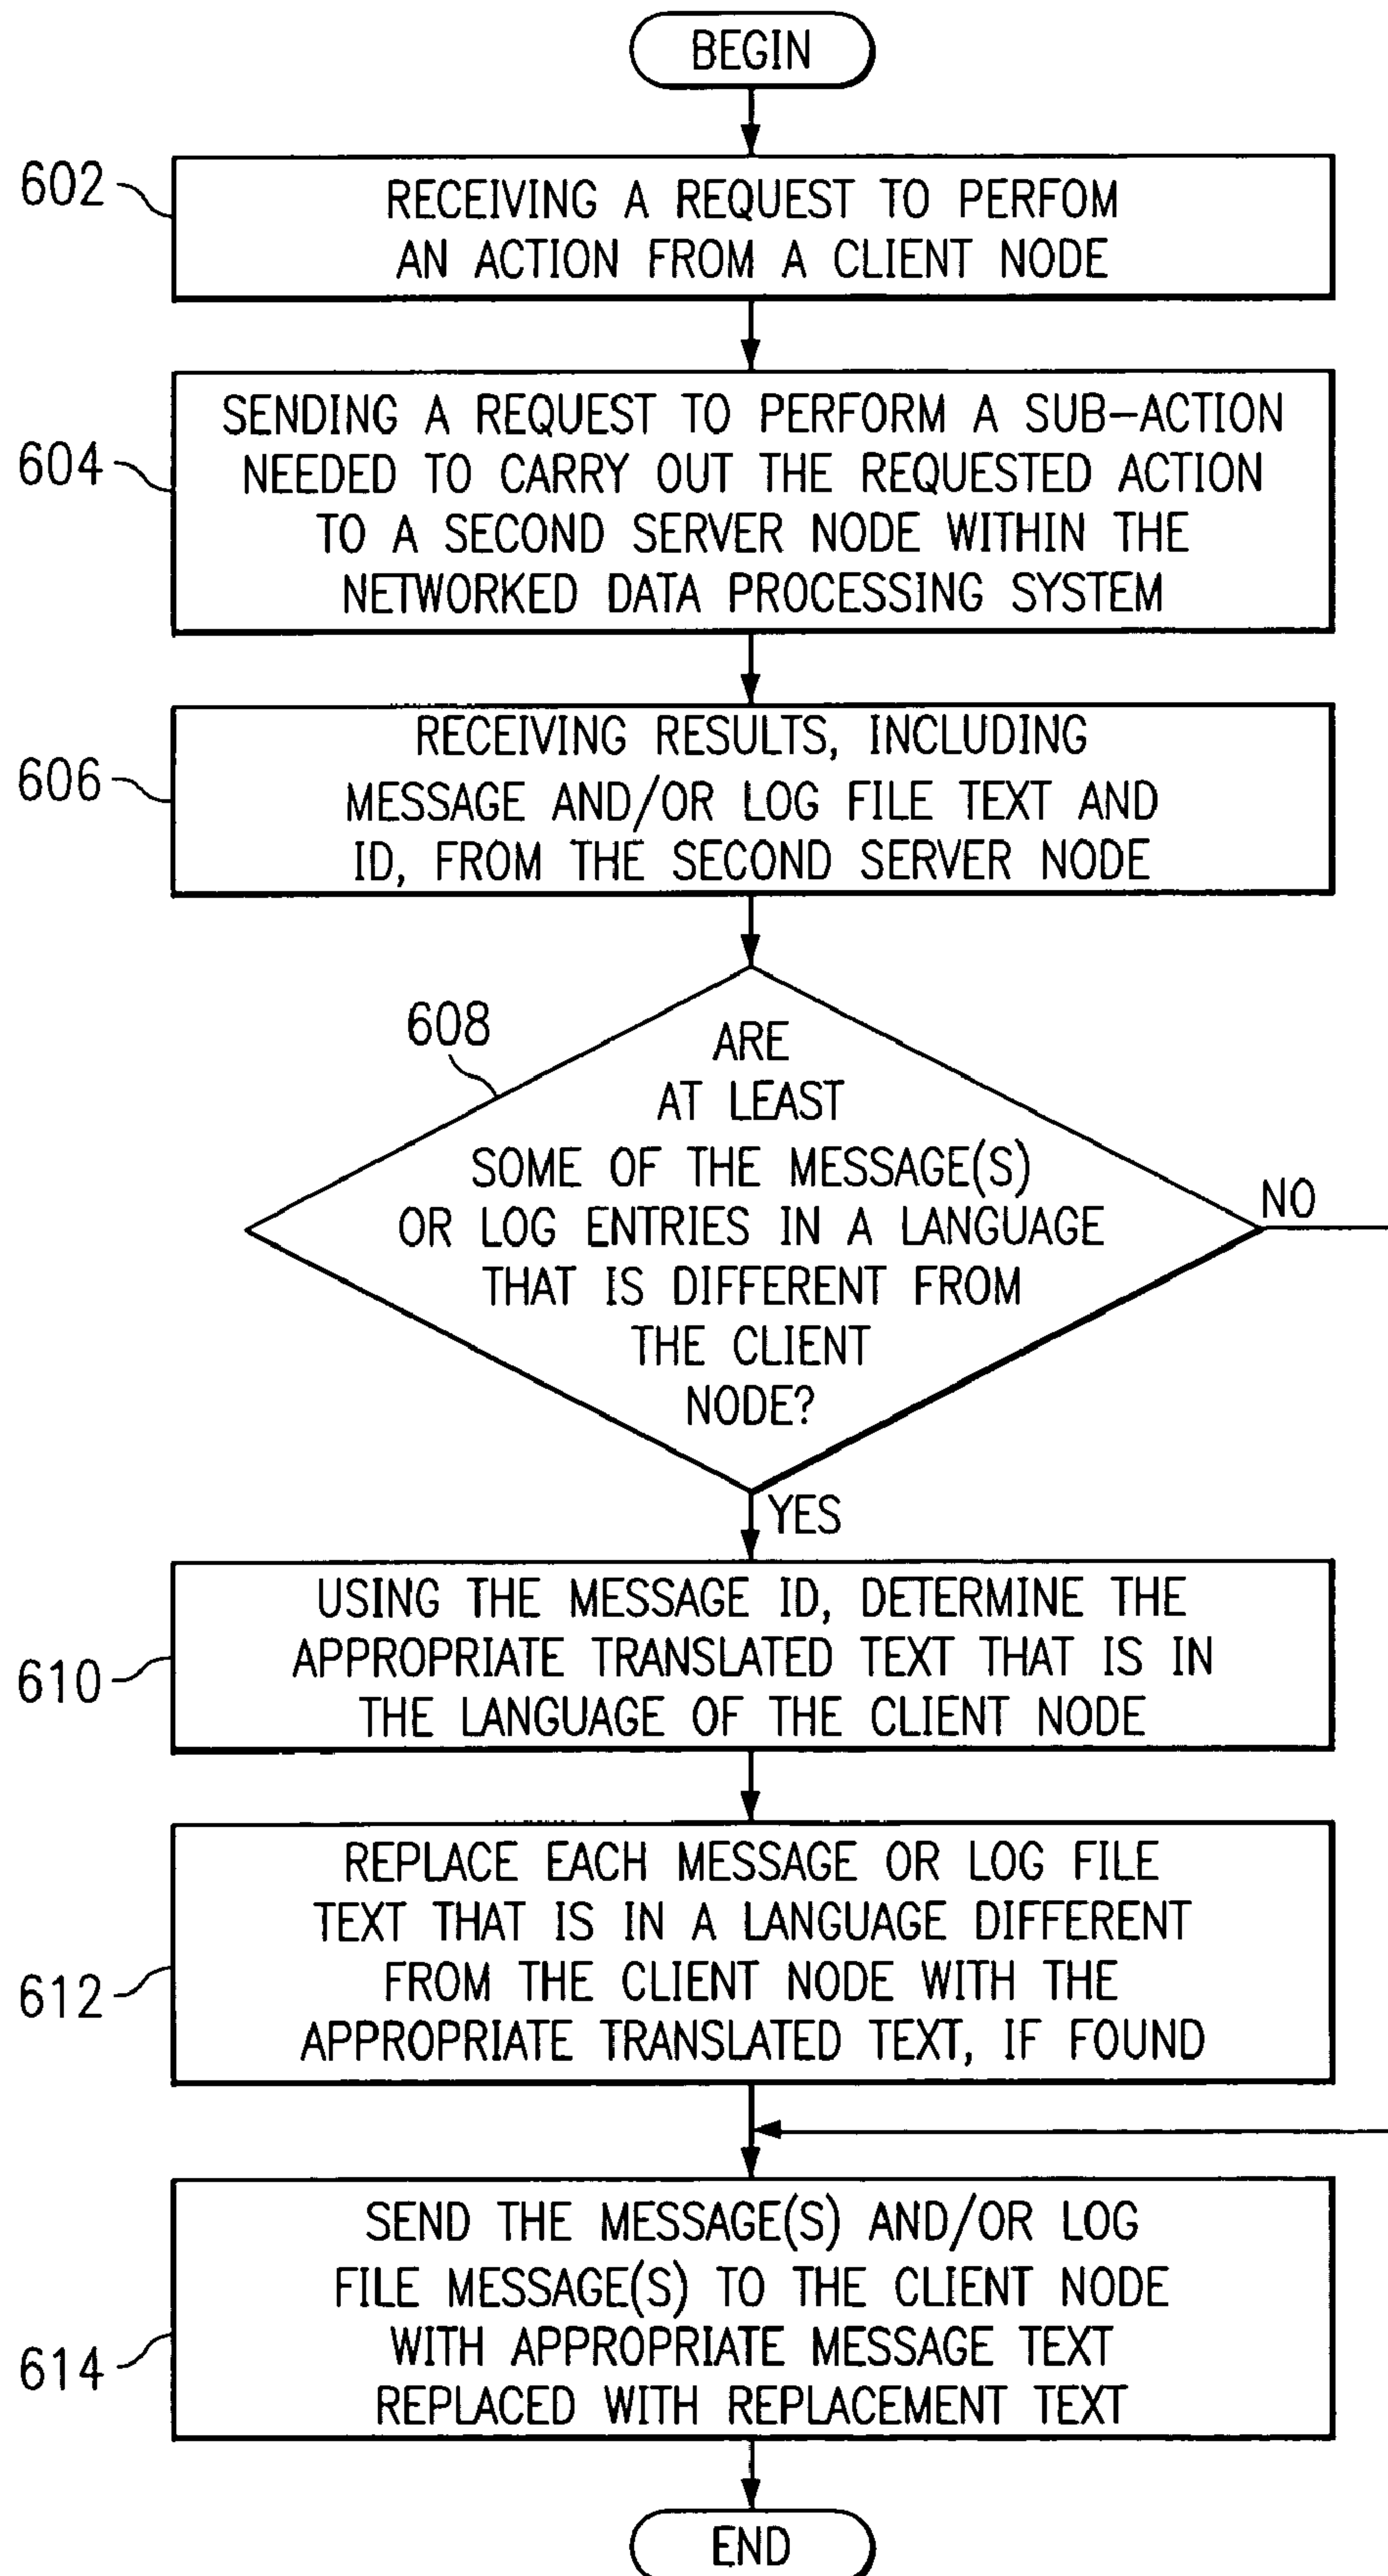 BEGIN
602
RECEIVING A REQUEST TO PERFOM
AN ACTION FROM A CLIENT NODE
604
SENDING A REQUEST TO PERFORM A SUB-ACTION
NEEDED TO CARRY OUT THE REQUESTED ACTION
TO A SECOND SERVER NODE WITHIN THE
NETWORKED DATA PROCESSING SYSTEM
606
RECEIVING RESULTS, INCLUDING
MESSAGE AND/OR LOG FILE TEXT AND
ID, FROM THE SECOND SERVER NODE
608
ARE
AT LEAST
SOME OF THE MESSAGE(S)
OR LOG ENTRIES IN A LANGUAGE
THAT IS DIFFERENT FROM
THE CLIENT
NODE?
NO
YES
610
USING THE MESSAGE ID, DETERMINE THE
APPROPRIATE TRANSLATED TEXT THAT IS IN
THE LANGUAGE OF THE CLIENT NODE
612
REPLACE EACH MESSAGE OR LOG FILE
TEXT THAT IS IN A LANGUAGE DIFFERENT
FROM THE CLIENT NODE WITH THE
APPROPRIATE TRANSLATED TEXT, IF FOUND
614
SEND THE MESSAGE(S) AND/OR LOG
FILE MESSAGE(S) TO THE CLIENT NODE
WITH APPROPRIATE MESSAGE TEXT
REPLACED WITH REPLACEMENT TEXT
END